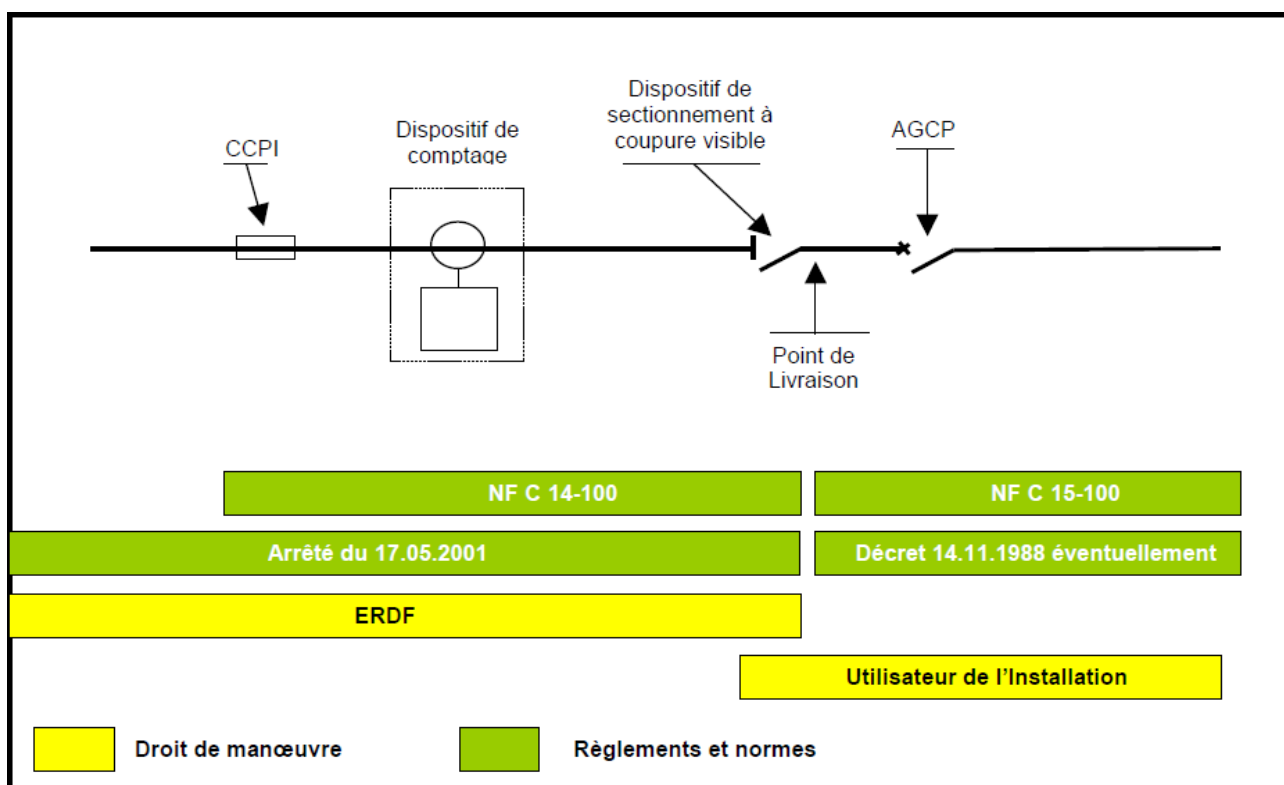 CCPI
Dispositif de
comptage
Dispositif de
sectionnement à
coupure visible
AGCP
Point de
Livraison
NF C 14-100
NF C 15-100
Arrêté du 17.05.2001
Décret 14.11.1988 éventuellement
ERDF
Utilisateur de l’Installation
Droit de manœuvre
Règlements et normes